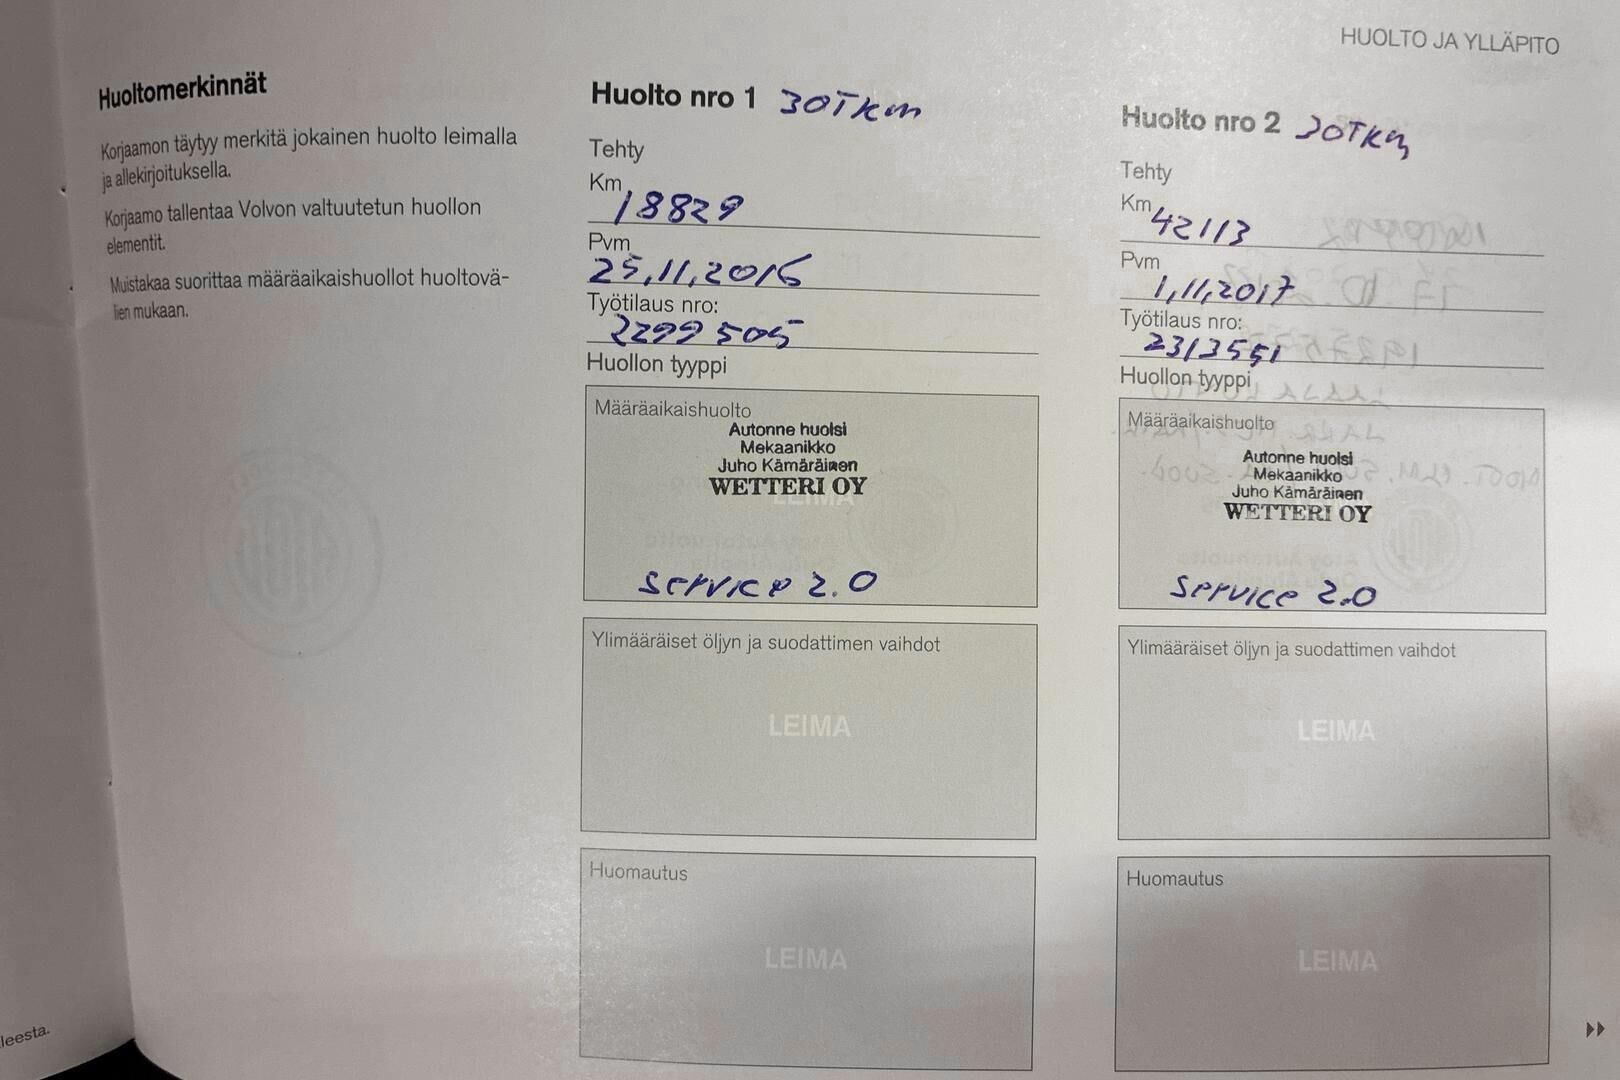 HUOLTO JA YLLÄPITO
Huoltomerkinnät
Korjaamon täytyy merkitä jokainen huolto leimalla
ja allekirjoituksella.
Korjaamo tallentaa Volvon valtuutetun huollon
elementit.
Muistakaa suorittaa määräaikaishuollot huoltovä-
lien mukaan.
leesta.
Huolto nro 1 30TKm
Tehty
Km 18829
Pvm
25.11.2016
Työtilaus nro:
2299505
Huollon tyyppi
Määräaikaishuolto
Autonne huolsi
Mekaanikko
Juho Kämäräinen
WETTERI OY
LEIMA
service 2.0
Ylimääräiset öljyn ja suodattimen vaihdot
LEIMA
Huomautus
LEIMA
Huolto nro 2 30TKm
Tehty
Km 42113
Pvm
1.11.2017
Työtilaus nro:
2313551
Huollon tyyppi
Määräaikaishuolto
Autonne huolsi
Mekaanikko
Juho Kämäräinen
WETTERI OY
service 2.0
Ylimääräiset öljyn ja suodattimen vaihdot
LEIMA
Huomautus
LEIMA